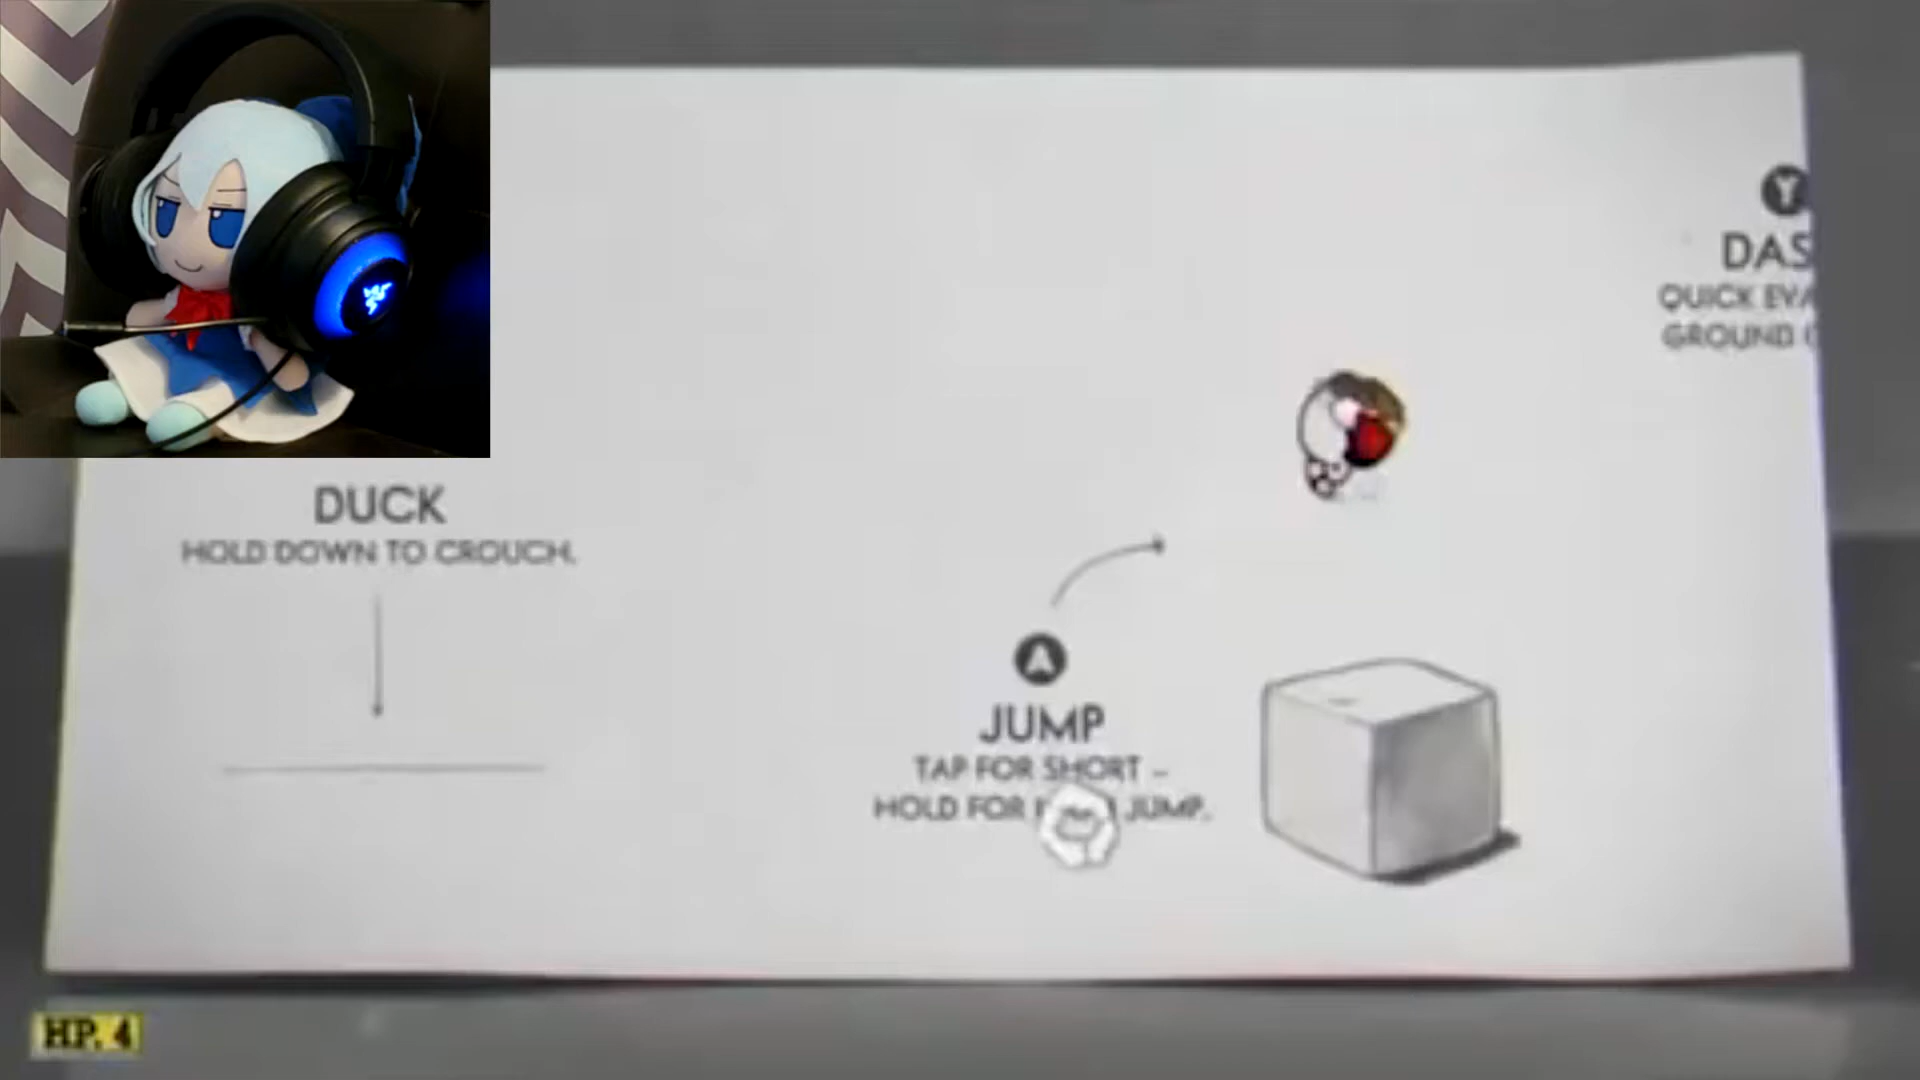 Y
DAS
QUICK EVA
GROUND
DUCK
HOLD DOWN TO CROUCH.
A
JUMP
TAP FOR SHORT –
HOLD FOR JUMP.
HP. 4